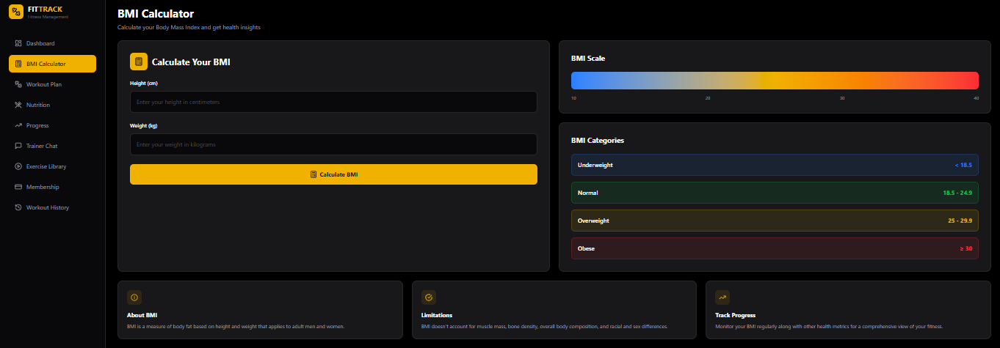 FITTRACK
Fitness Management
Dashboard
BMI Calculator
Workout Plan
Nutrition
Progress
Trainer Chat
Exercise Library
Membership
Workout History
BMI Calculator
Calculate your Body Mass Index and get health insights
Calculate Your BMI
Height (cm)
Enter your height in centimeters
Weight (kg)
Enter your weight in kilograms
Calculate BMI
BMI Scale
10 20 30 40
BMI Categories
Underweight < 18.5
Normal 18.5 - 24.9
Overweight 25 - 29.9
Obese ≥ 30
About BMI
BMI is a measure of body fat based on height and weight that applies to adult men and women.
Limitations
BMI doesn't account for muscle mass, bone density, overall body composition, and racial and sex differences.
Track Progress
Monitor your BMI regularly along with other health metrics for a comprehensive view of your fitness.